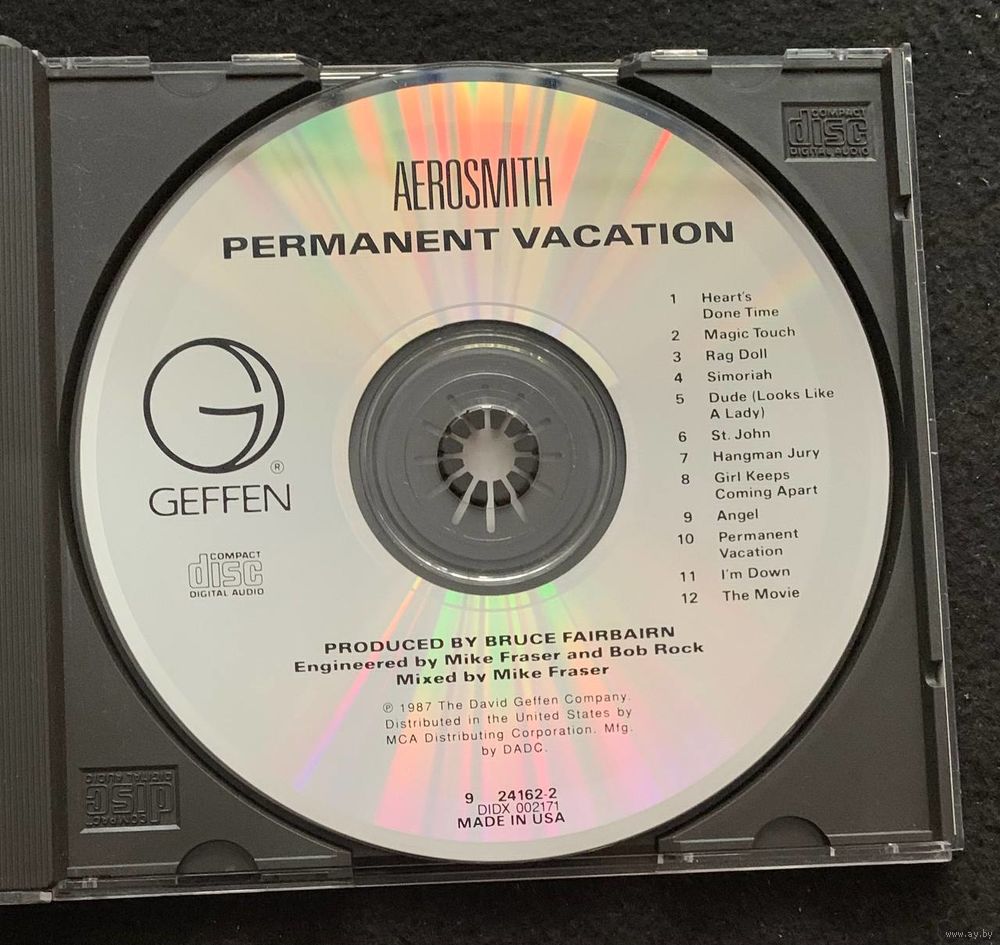 AEROSMITH
PERMANENT VACATION
COMPACT
disc
DIGITAL AUDIO
1 Heart's
Done Time
2 Magic Touch
3 Rag Doll
4 Simoriah
5 Dude (Looks Like
A Lady)
6 St. John
7 Hangman Jury
8 Girl Keeps
Coming Apart
9 Angel
10 Permanent
Vacation
11 I'm Down
12 The Movie
G
®
GEFFEN
COMPACT
disc
DIGITAL AUDIO
PRODUCED BY BRUCE FAIRBAIRN
Engineered by Mike Fraser and Bob Rock
Mixed by Mike Fraser
℗ 1987 The David Geffen Company.
Distributed in the United States by
MCA Distributing Corporation. Mfg.
by DADC.
9 24162-2
DIDX 002171
MADE IN USA
COMPACT
disc
DIGITAL AUDIO
www.ay.by